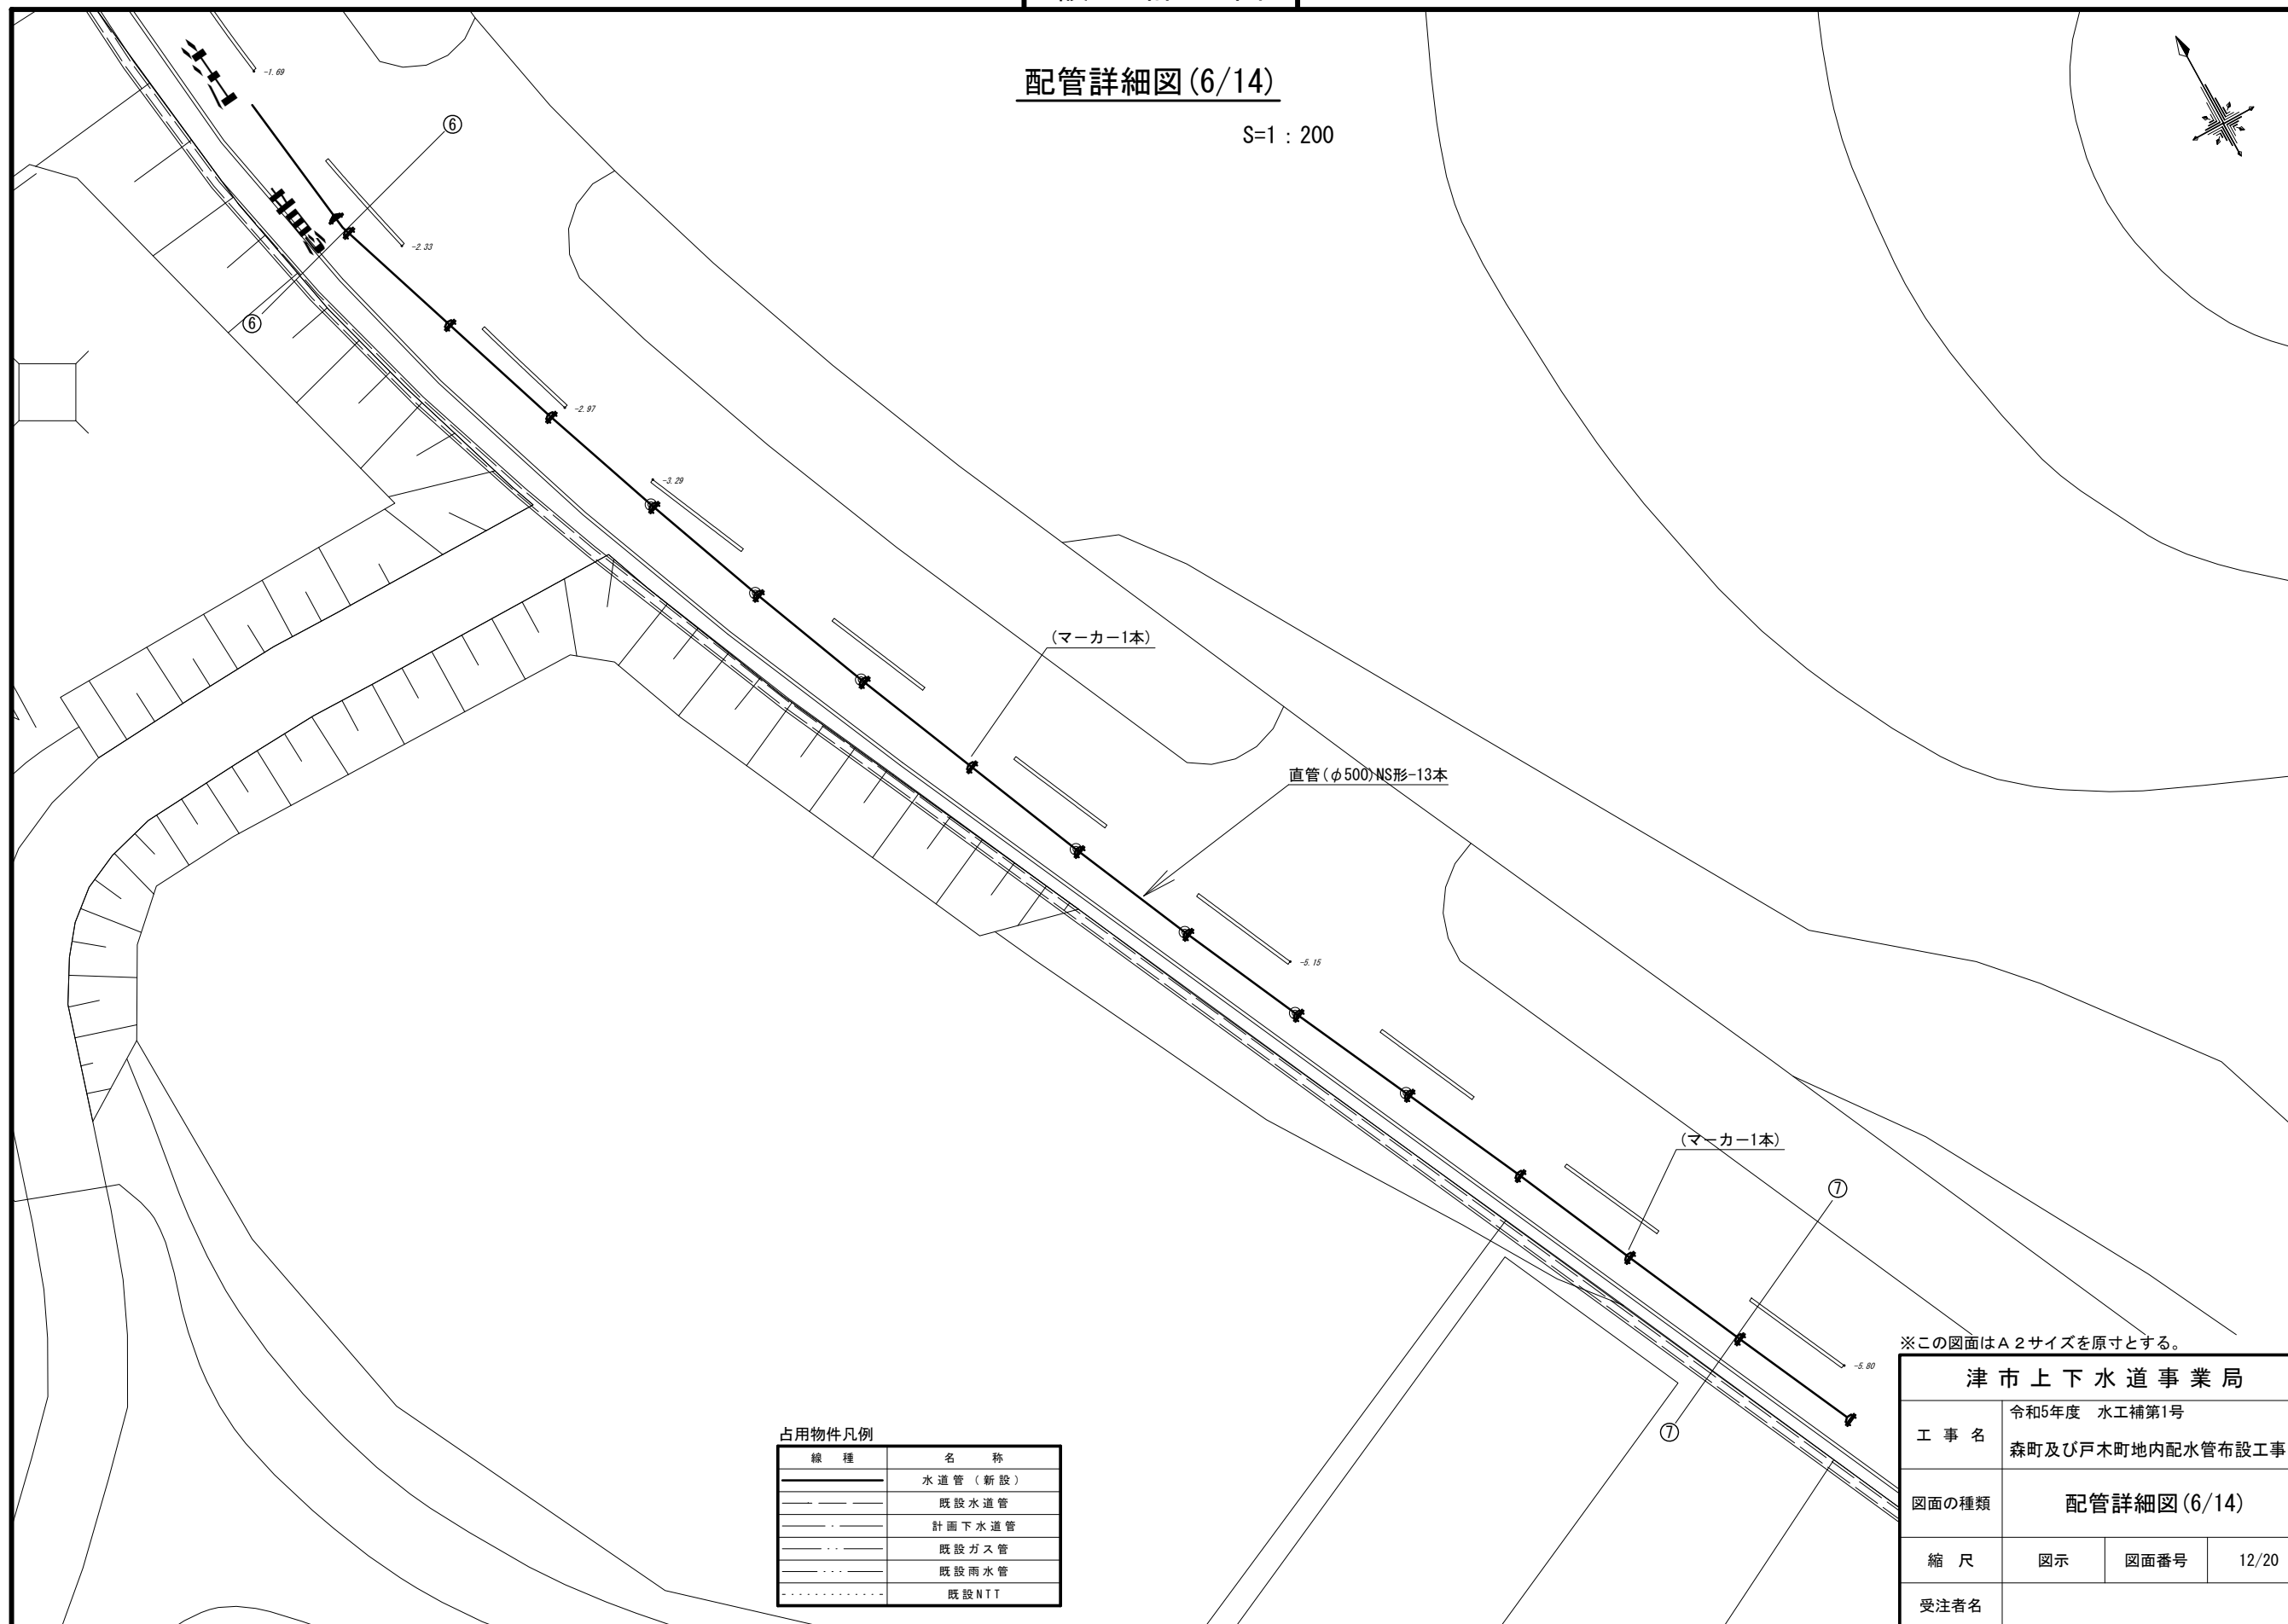 配管詳細図(6/14)
S=1：200
-1.69
⑥
-2.33
⑥
-2.97
-3.29
(マーカー1本)
直管(φ500)NS形-13本
-5.15
(マーカー1本)
⑦
-5.80
⑦
※この図面はA2サイズを原寸とする。
津市上下水道事業局
工事名
令和5年度 水工補第1号
森町及び戸木町地内配水管布設工事
図面の種類
配管詳細図(6/14)
縮尺
図示
図面番号
12/20
受注者名
占用物件凡例
線種
名称
水道管（新設）
既設水道管
計画下水道管
既設ガス管
既設雨水管
既設NTT